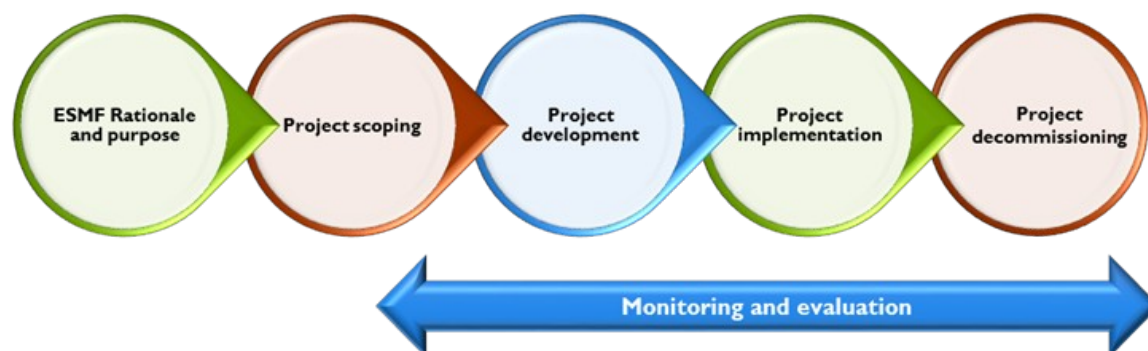 ESMF Rationale
and purpose
Project scoping
Project
development
Project
implementation
Project
decommissioning
Monitoring and evaluation